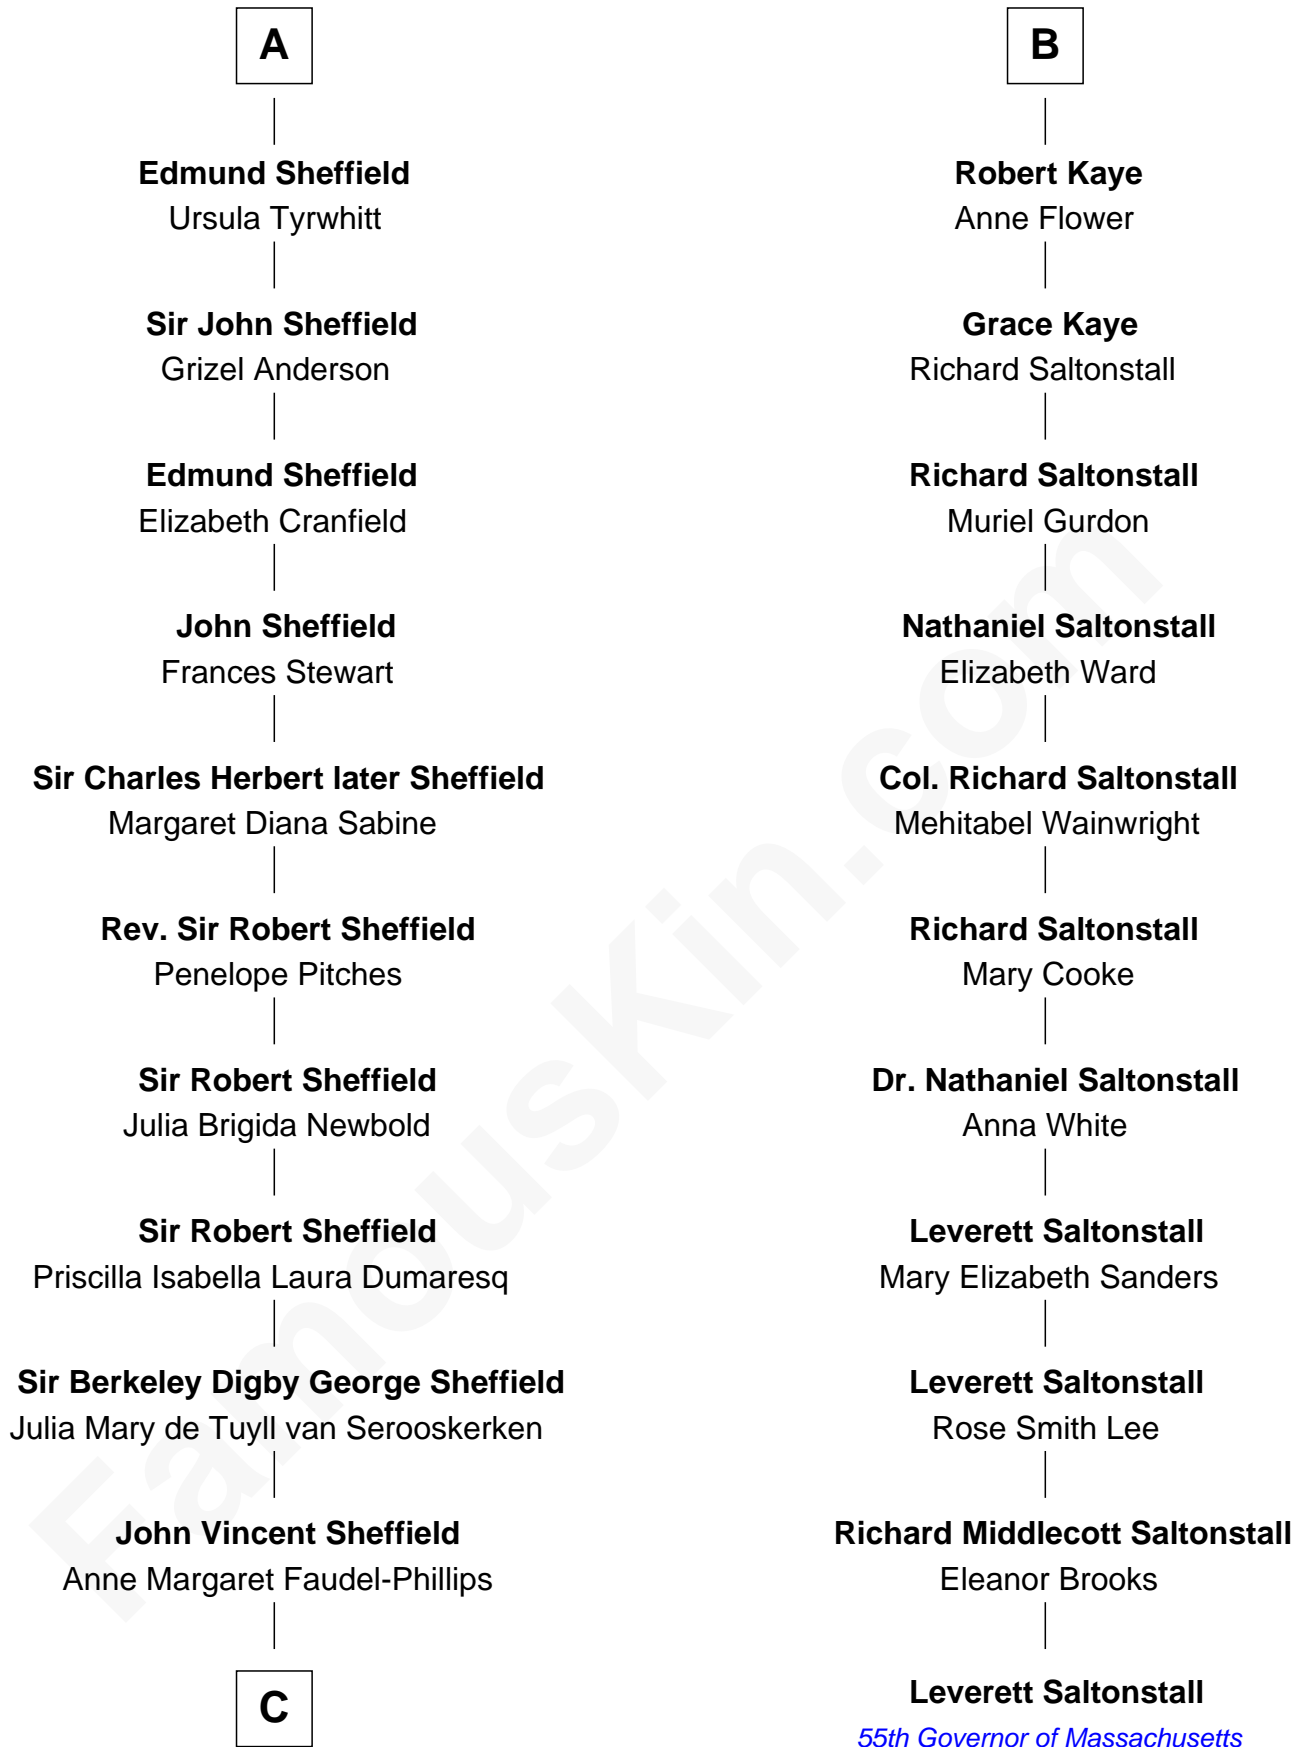 A
Edmund Sheffield
Ursula Tyrwhitt
Sir John Sheffield
Grizel Anderson
Edmund Sheffield
Elizabeth Cranfield
John Sheffield
Frances Stewart
Sir Charles Herbert later Sheffield
Margaret Diana Sabine
Rev. Sir Robert Sheffield
Penelope Pitches
Sir Robert Sheffield
Julia Brigida Newbold
Sir Robert Sheffield
Priscilla Isabella Laura Dumaresq
Sir Berkeley Digby George Sheffield
Julia Mary de Tuyll van Serooskerken
John Vincent Sheffield
Anne Margaret Faudel-Phillips
C
B
Robert Kaye
Anne Flower
Grace Kaye
Richard Saltonstall
Richard Saltonstall
Muriel Gurdon
Nathaniel Saltonstall
Elizabeth Ward
Col. Richard Saltonstall
Mehitabel Wainwright
Richard Saltonstall
Mary Cooke
Dr. Nathaniel Saltonstall
Anna White
Leverett Saltonstall
Mary Elizabeth Sanders
Leverett Saltonstall
Rose Smith Lee
Richard Middlecott Saltonstall
Eleanor Brooks
Leverett Saltonstall
55th Governor of Massachusetts
FamousKin.com